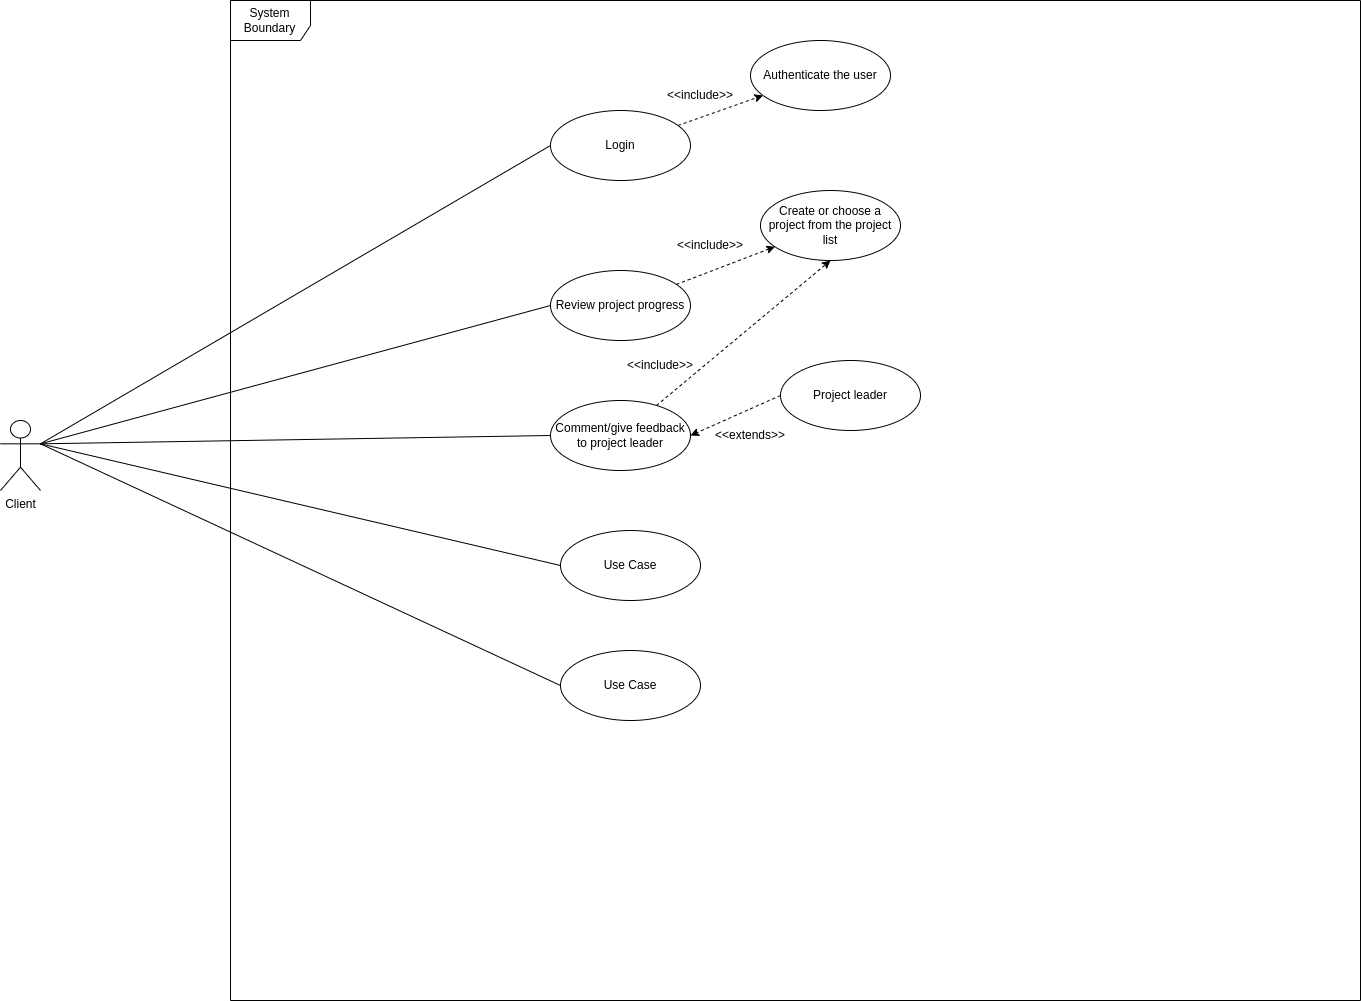 System
Boundary
Authenticate the user
<<include>>
Login
Create or choose a
project from the project
list
<<include>>
Review project progress
<<include>>
Project leader
Comment/give feedback
to project leader
<<extends>>
Client
Use Case
Use Case